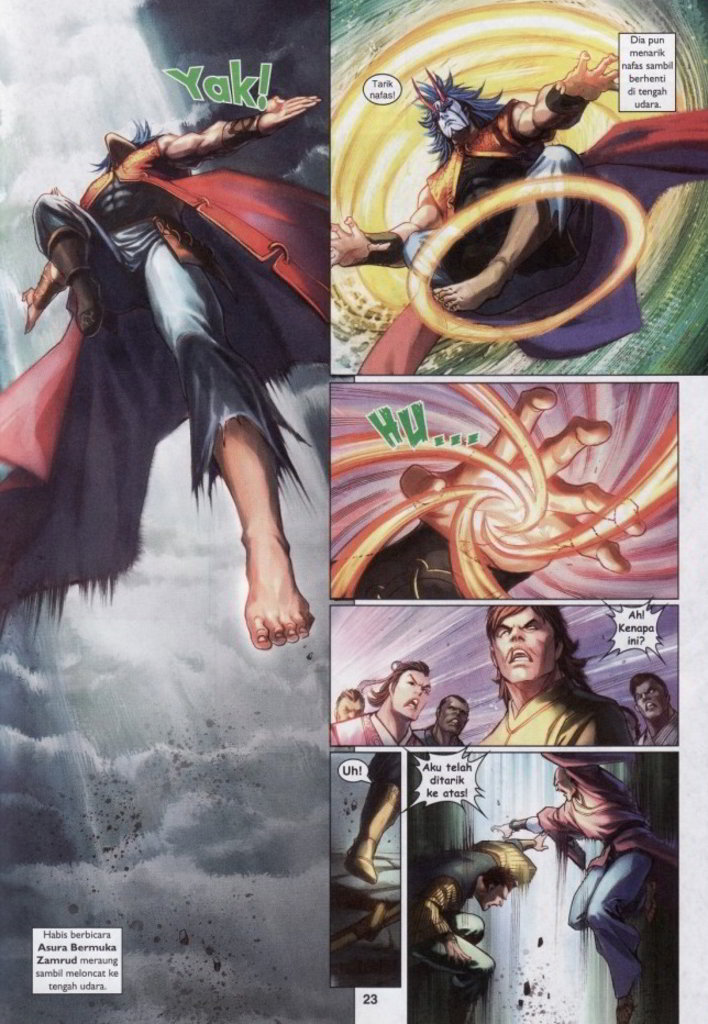 Yak!
Habis berbicara
Asura Bermuka
Zamrud meraung
sambil meloncat ke
tengah udara.
Tarik
nafas!
Dia pun
menarik
nafas sambil
berhenti
di tengah
udara.
HU...
Ah!
Kenapa
ini?
Uh!
Aku telah
ditarik
ke atas!
23